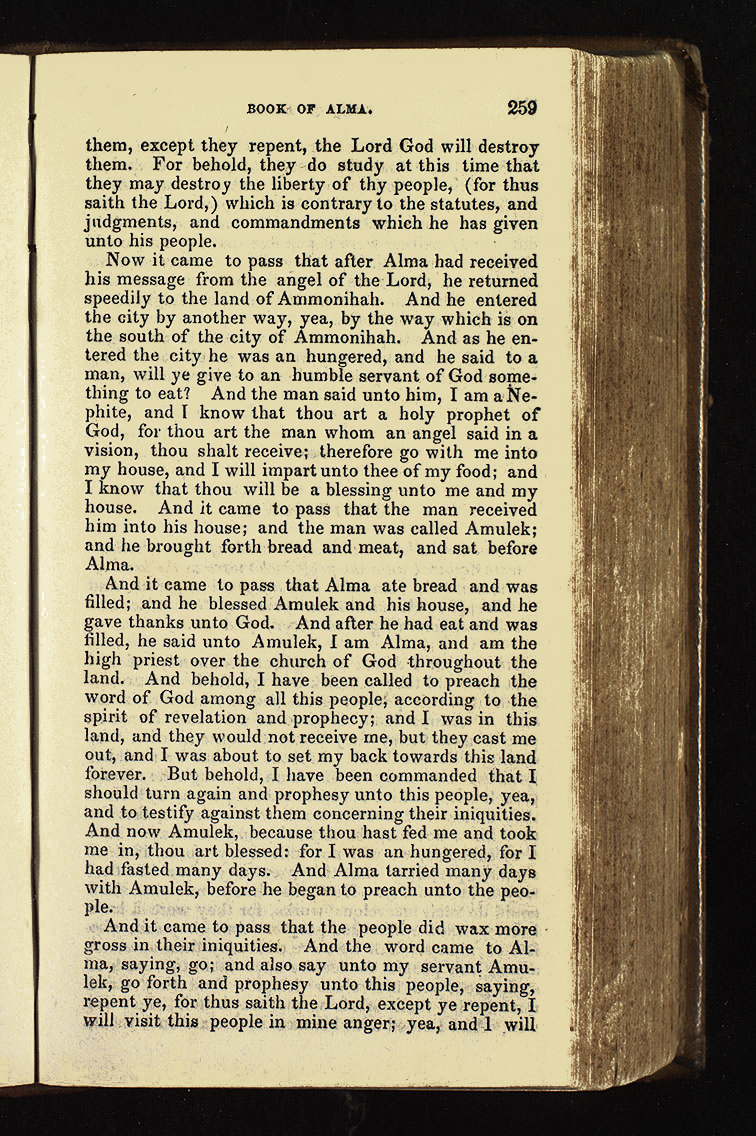 BOOK OF ALMA. 259
them, except they repent, the Lord God will destroy
them. For behold, they do study at this time that
they may destroy the liberty of thy people, (for thus
saith the Lord,) which is contrary to the statutes, and
judgments, and commandments which he has given
unto his people.
Now it came to pass that after Alma had received
his message from the angel of the Lord, he returned
speedily to the land of Ammonihah. And he entered
the city by another way, yea, by the way which is on
the south of the city of Ammonihah. And as he en-
tered the city he was an hungered, and he said to a
man, will ye give to an humble servant of God some-
thing to eat? And the man said unto him, I am a Ne-
phite, and I know that thou art a holy prophet of
God, for thou art the man whom an angel said in a
vision, thou shalt receive; therefore go with me into
my house, and I will impart unto thee of my food; and
I know that thou will be a blessing unto me and my
house. And it came to pass that the man received
him into his house; and the man was called Amulek;
and he brought forth bread and meat, and sat before
Alma.
And it came to pass that Alma ate bread and was
filled; and he blessed Amulek and his house, and he
gave thanks unto God. And after he had eat and was
filled, he said unto Amulek, I am Alma, and am the
high priest over the church of God throughout the
land. And behold, I have been called to preach the
word of God among all this people, according to the
spirit of revelation and prophecy; and I was in this
land, and they would not receive me, but they cast me
out, and I was about to set my back towards this land
forever. But behold, I have been commanded that I
should turn again and prophesy unto this people, yea,
and to testify against them concerning their iniquities.
And now Amulek, because thou hast fed me and took
me in, thou art blessed: for I was an hungered, for I
had fasted many days. And Alma tarried many days
with Amulek, before he began to preach unto the peo-
ple.
And it came to pass that the people did wax more
gross in their iniquities. And the word came to Al-
ma, saying, go; and also say unto my servant Amu-
lek, go forth and prophesy unto this people, saying,
repent ye, for thus saith the Lord, except ye repent, I
will visit this people in mine anger; yea, and I will